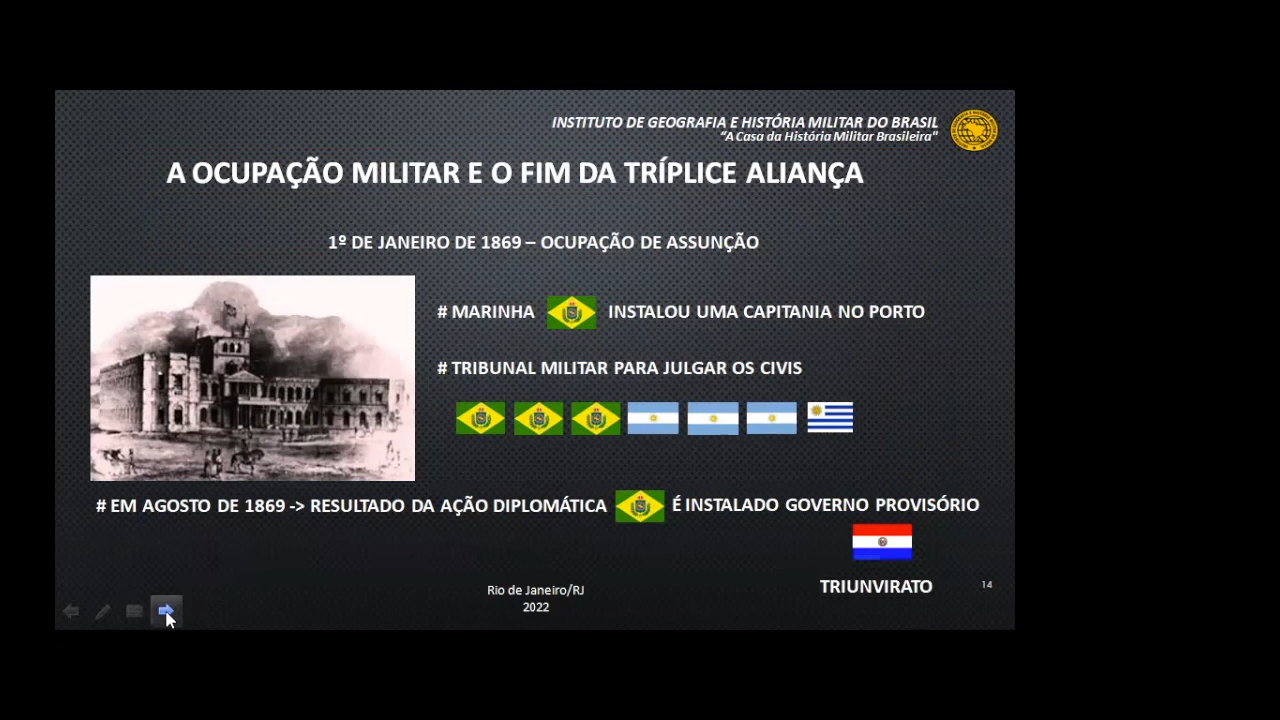 INSTITUTO DE GEOGRAFIA E HISTÓRIA MILITAR DO BRASIL
“A Casa da História Militar Brasileira"
A OCUPAÇÃO MILITAR E O FIM DA TRÍPLICE ALIANÇA
1º DE JANEIRO DE 1869 – OCUPAÇÃO DE ASSUNÇÃO
# MARINHA INSTALOU UMA CAPITANIA NO PORTO
# TRIBUNAL MILITAR PARA JULGAR OS CIVIS
# EM AGOSTO DE 1869 -> RESULTADO DA AÇÃO DIPLOMÁTICA É INSTALADO GOVERNO PROVISÓRIO
TRIUNVIRATO
Rio de Janeiro/RJ
2022
14